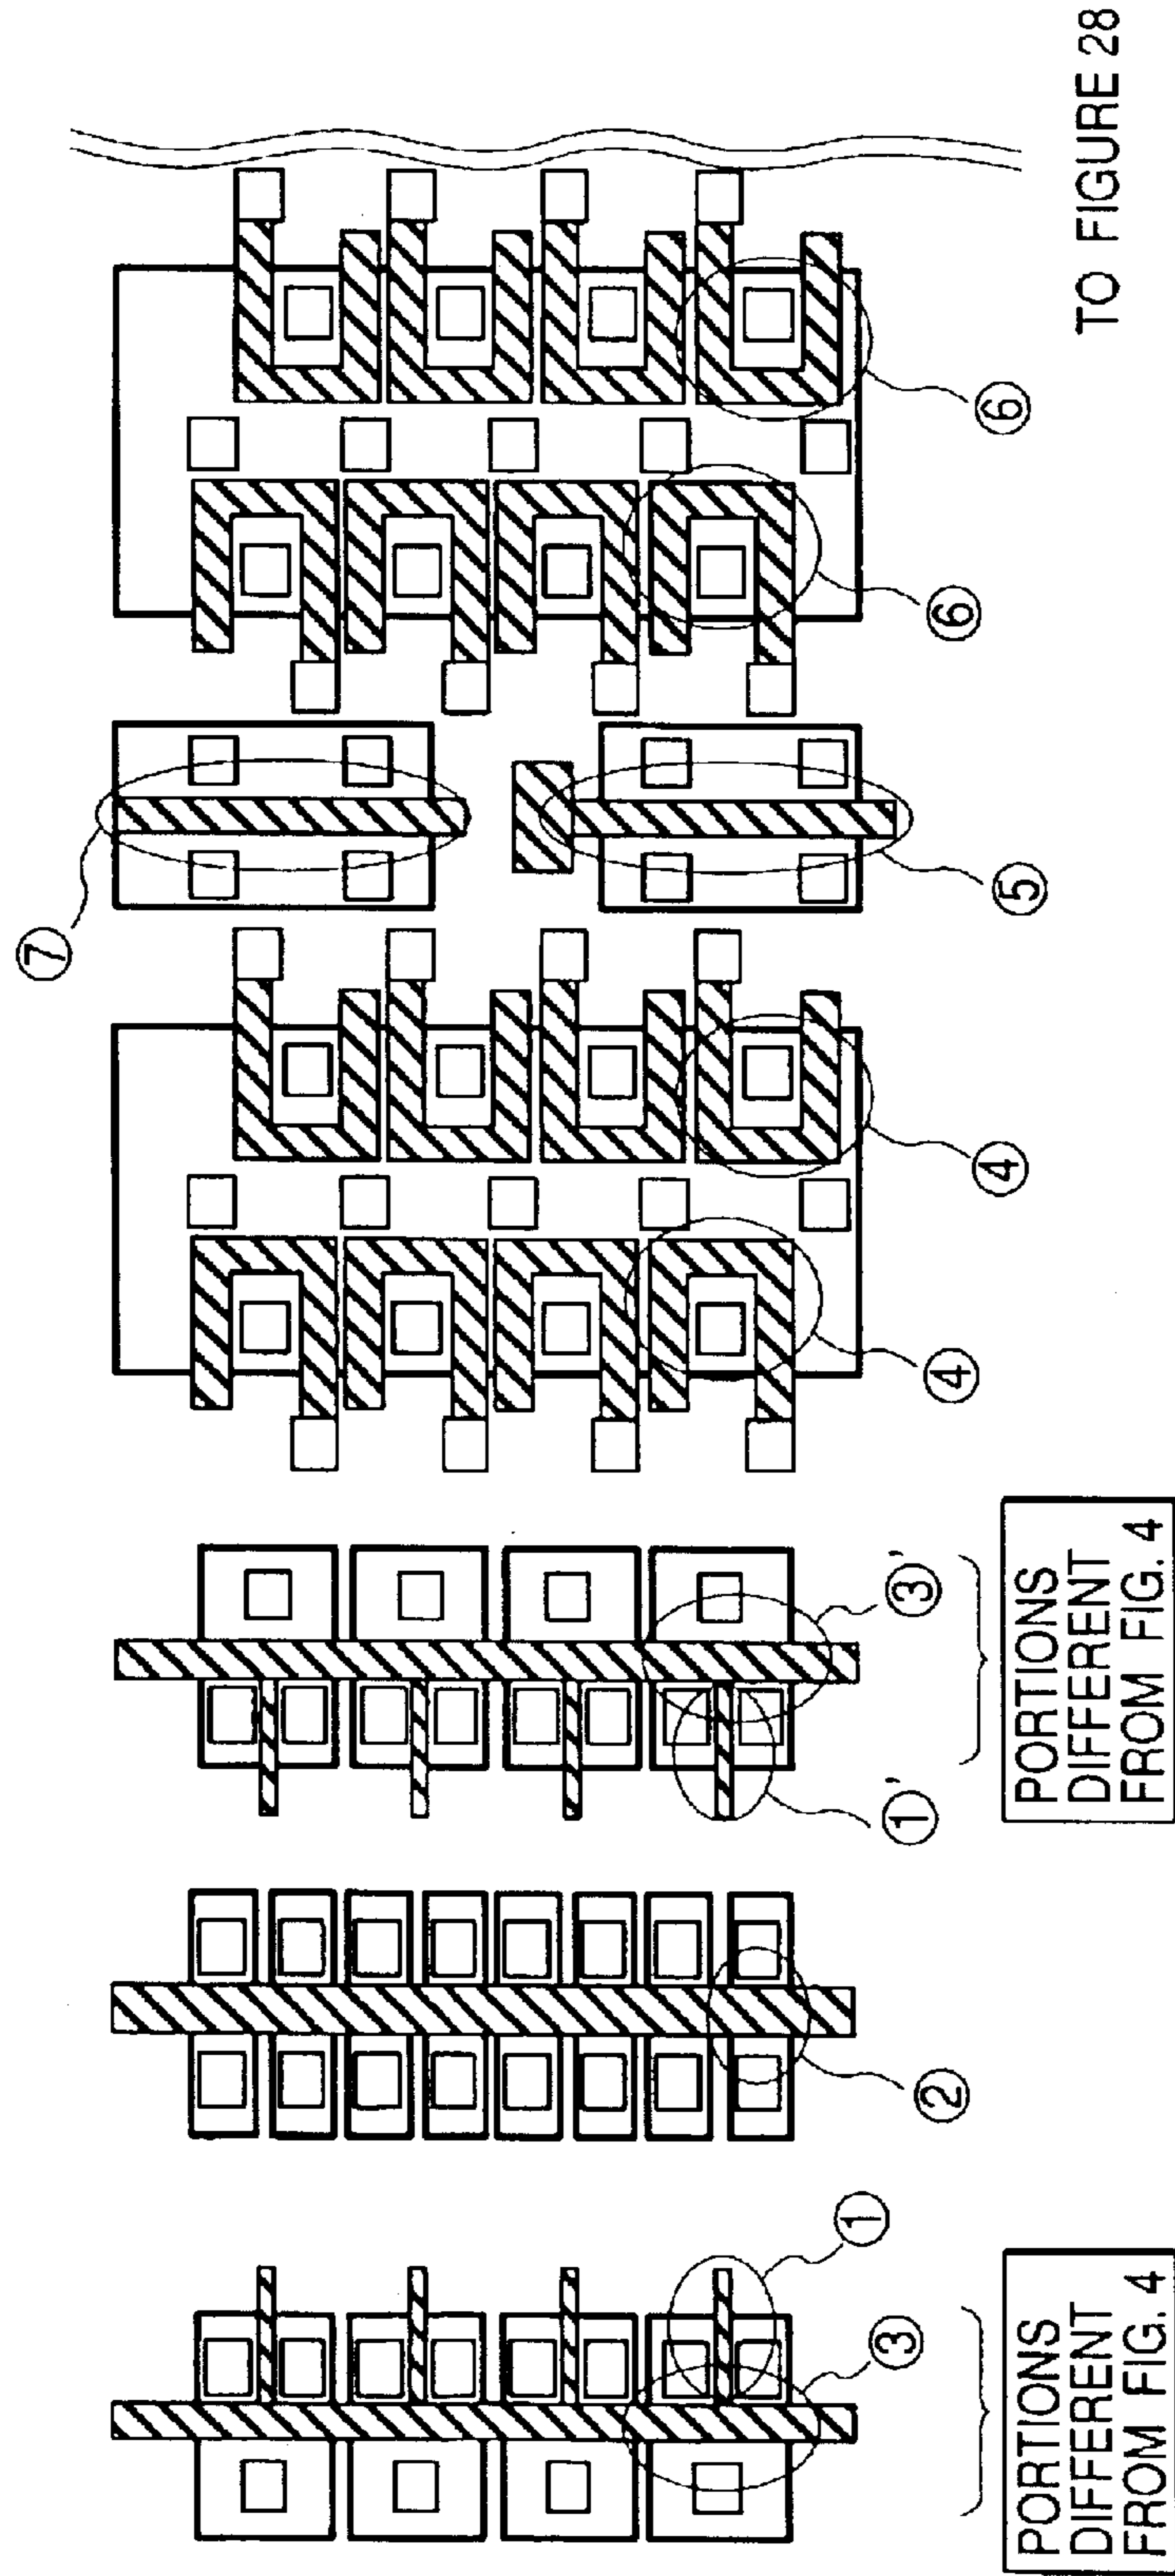 ⑦
⑥
⑥
⑤
④
④
③'
①'
②
①
③
PORTIONS
DIFFERENT
FROM FIG. 4
PORTIONS
DIFFERENT
FROM FIG. 4
TO FIGURE 28